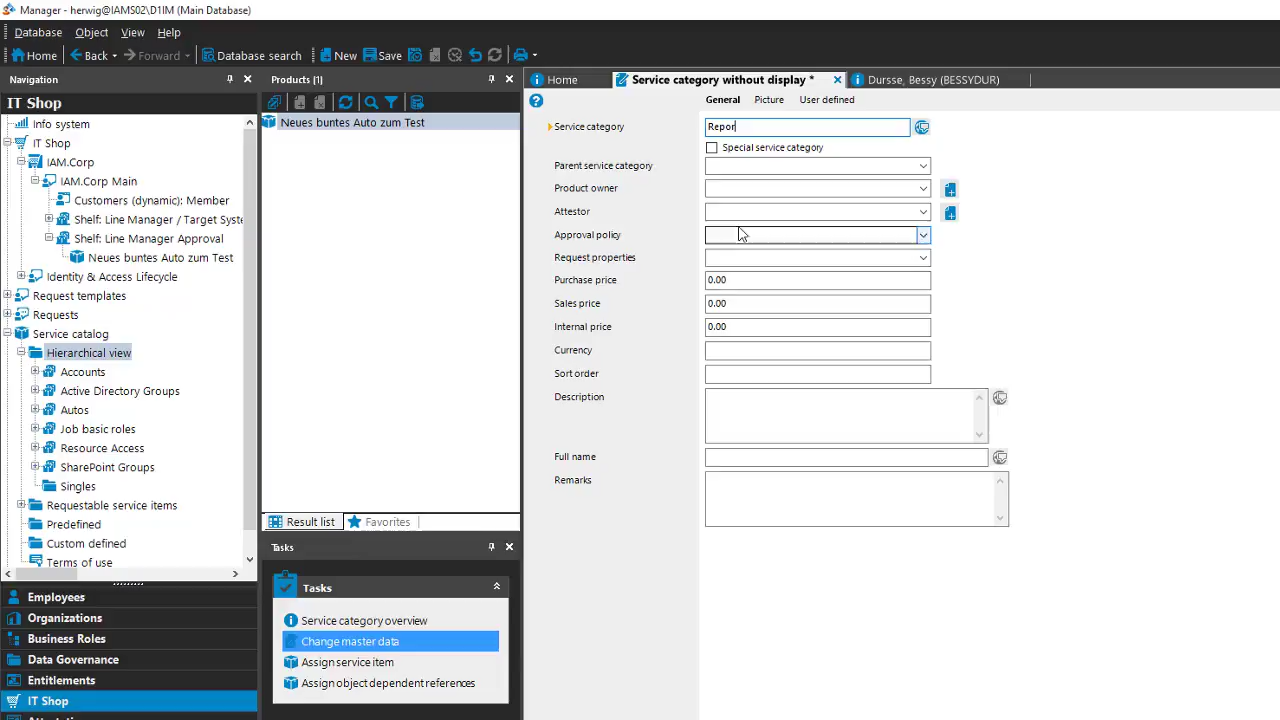 Manager - herwig@IAMS02\D1IM (Main Database)
Database Object View Help
Home Back Forward Database search New Save
Navigation
IT Shop
Info system
IT Shop
IAM.Corp
IAM.Corp Main
Customers (dynamic): Member
Shelf: Line Manager / Target Syste
Shelf: Line Manager Approval
Neues buntes Auto zum Test
Identity & Access Lifecycle
Request templates
Requests
Service catalog
Hierarchical view
Accounts
Active Directory Groups
Autos
Job basic roles
Resource Access
SharePoint Groups
Singles
Requestable service items
Predefined
Custom defined
Terms of use
Employees
Organizations
Business Roles
Data Governance
Entitlements
IT Shop
Products (1)
Neues buntes Auto zum Test
Result list Favorites
Tasks
Tasks
Service category overview
Change master data
Assign service item
Assign object dependent references
Home Service category without display * Dursse, Bessy (BESSYDUR)
General Picture User defined
Service category Repor
Special service category
Parent service category
Product owner
Attestor
Approval policy
Request properties
Purchase price 0.00
Sales price 0.00
Internal price 0.00
Currency
Sort order
Description
Full name
Remarks